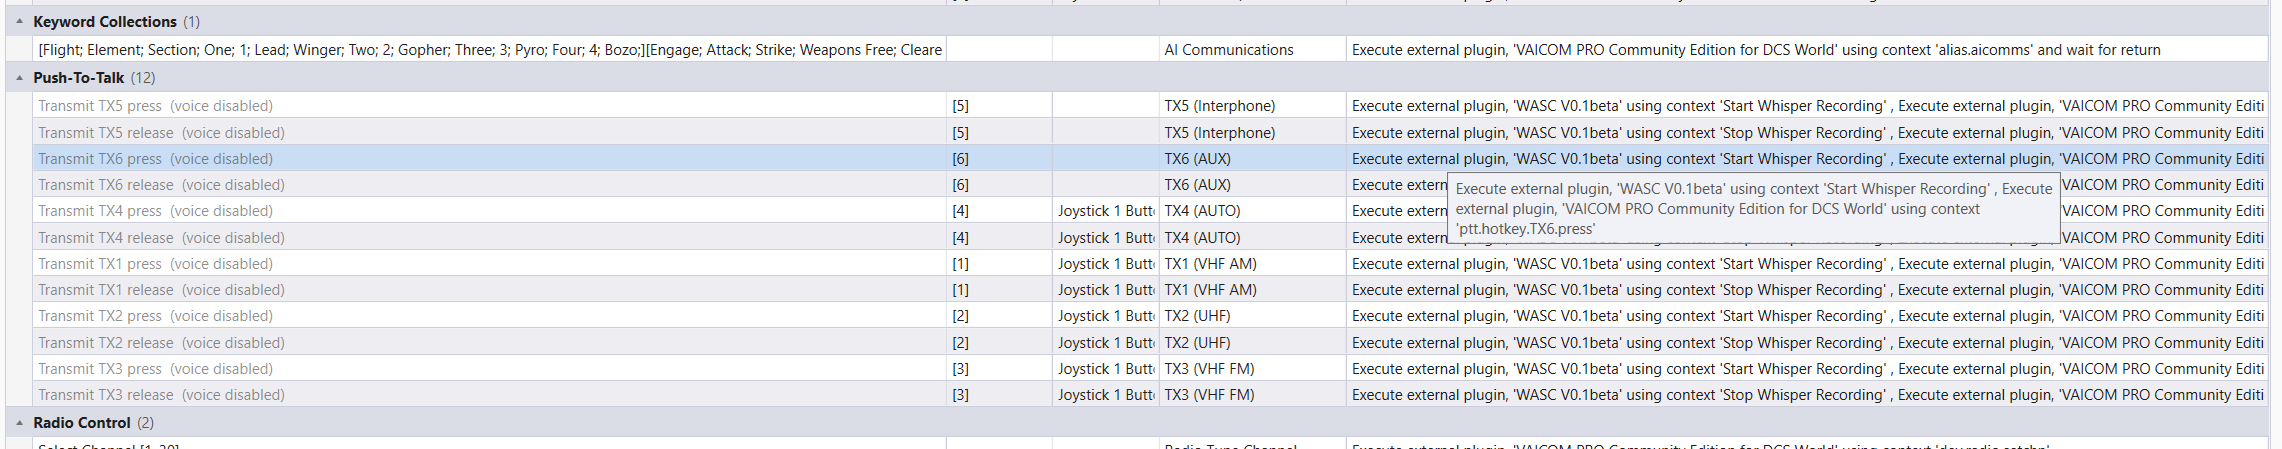 Keyword Collections (1)
[Flight; Element; Section; One; 1; Lead; Winger; Two; 2; Gopher; Three; 3; Pyro; Four; 4; Bozo;][Engage; Attack; Strike; Weapons Free; Cleare AI Communications Execute external plugin, 'VAICOM PRO Community Edition for DCS World' using context 'alias.aicomms' and wait for return
Push-To-Talk (12)
Transmit TX5 press (voice disabled) [5] TX5 (Interphone) Execute external plugin, 'WASC V0.1beta' using context 'Start Whisper Recording' , Execute external plugin, 'VAICOM PRO Community Editi
Transmit TX5 release (voice disabled) [5] TX5 (Interphone) Execute external plugin, 'WASC V0.1beta' using context 'Stop Whisper Recording' , Execute external plugin, 'VAICOM PRO Community Editi
Transmit TX6 press (voice disabled) [6] TX6 (AUX) Execute external plugin, 'WASC V0.1beta' using context 'Start Whisper Recording' , Execute external plugin, 'VAICOM PRO Community Editi
Transmit TX6 release (voice disabled) [6] TX6 (AUX) Execute external 'VAICOM PRO Community Editi
Execute external plugin, 'WASC V0.1beta' using context 'Start Whisper Recording' , Execute
external plugin, 'VAICOM PRO Community Edition for DCS World' using context
'ptt.hotkey.TX6.press'
Transmit TX4 press (voice disabled) [4] Joystick 1 Butt TX4 (AUTO) Execute external 'VAICOM PRO Community Editi
Transmit TX4 release (voice disabled) [4] Joystick 1 Butt TX4 (AUTO) Execute external 'VAICOM PRO Community Editi
Transmit TX1 press (voice disabled) [1] Joystick 1 Butt TX1 (VHF AM) Execute external plugin, 'WASC V0.1beta' using context 'Start Whisper Recording' , Execute external plugin, 'VAICOM PRO Community Editi
Transmit TX1 release (voice disabled) [1] Joystick 1 Butt TX1 (VHF AM) Execute external plugin, 'WASC V0.1beta' using context 'Stop Whisper Recording' , Execute external plugin, 'VAICOM PRO Community Editi
Transmit TX2 press (voice disabled) [2] Joystick 1 Butt TX2 (UHF) Execute external plugin, 'WASC V0.1beta' using context 'Start Whisper Recording' , Execute external plugin, 'VAICOM PRO Community Editi
Transmit TX2 release (voice disabled) [2] Joystick 1 Butt TX2 (UHF) Execute external plugin, 'WASC V0.1beta' using context 'Stop Whisper Recording' , Execute external plugin, 'VAICOM PRO Community Editi
Transmit TX3 press (voice disabled) [3] Joystick 1 Butt TX3 (VHF FM) Execute external plugin, 'WASC V0.1beta' using context 'Start Whisper Recording' , Execute external plugin, 'VAICOM PRO Community Editi
Transmit TX3 release (voice disabled) [3] Joystick 1 Butt TX3 (VHF FM) Execute external plugin, 'WASC V0.1beta' using context 'Stop Whisper Recording' , Execute external plugin, 'VAICOM PRO Community Editi
Radio Control (2)